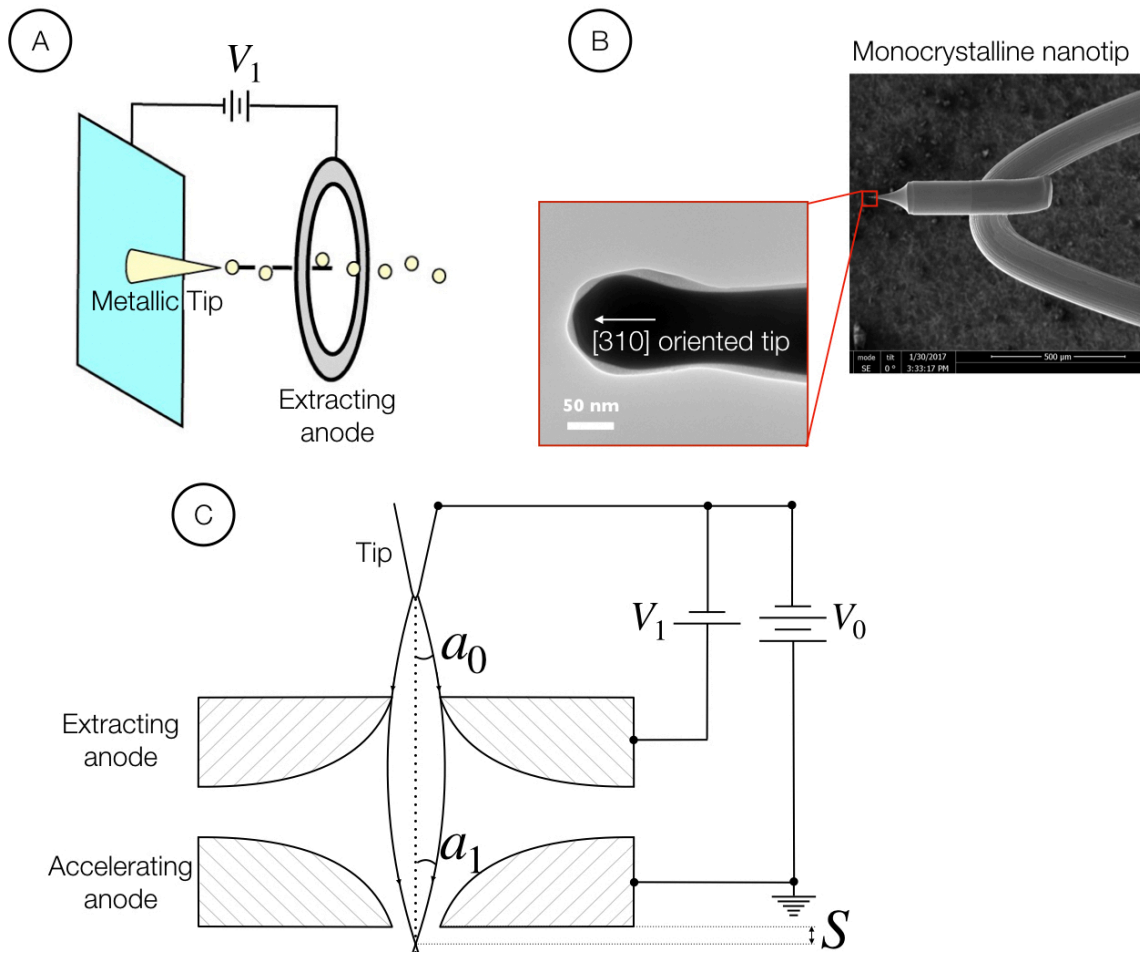 A
V₁
Metallic Tip
Extracting
anode
B
Monocrystalline nanotip
[310] oriented tip
50 nm
mode
tilt
1/30/2017
500 µm
SE
0 °
3:33:17 PM
C
Tip
a₀
V₁
V₀
Extracting
anode
a₁
Accelerating
anode
S